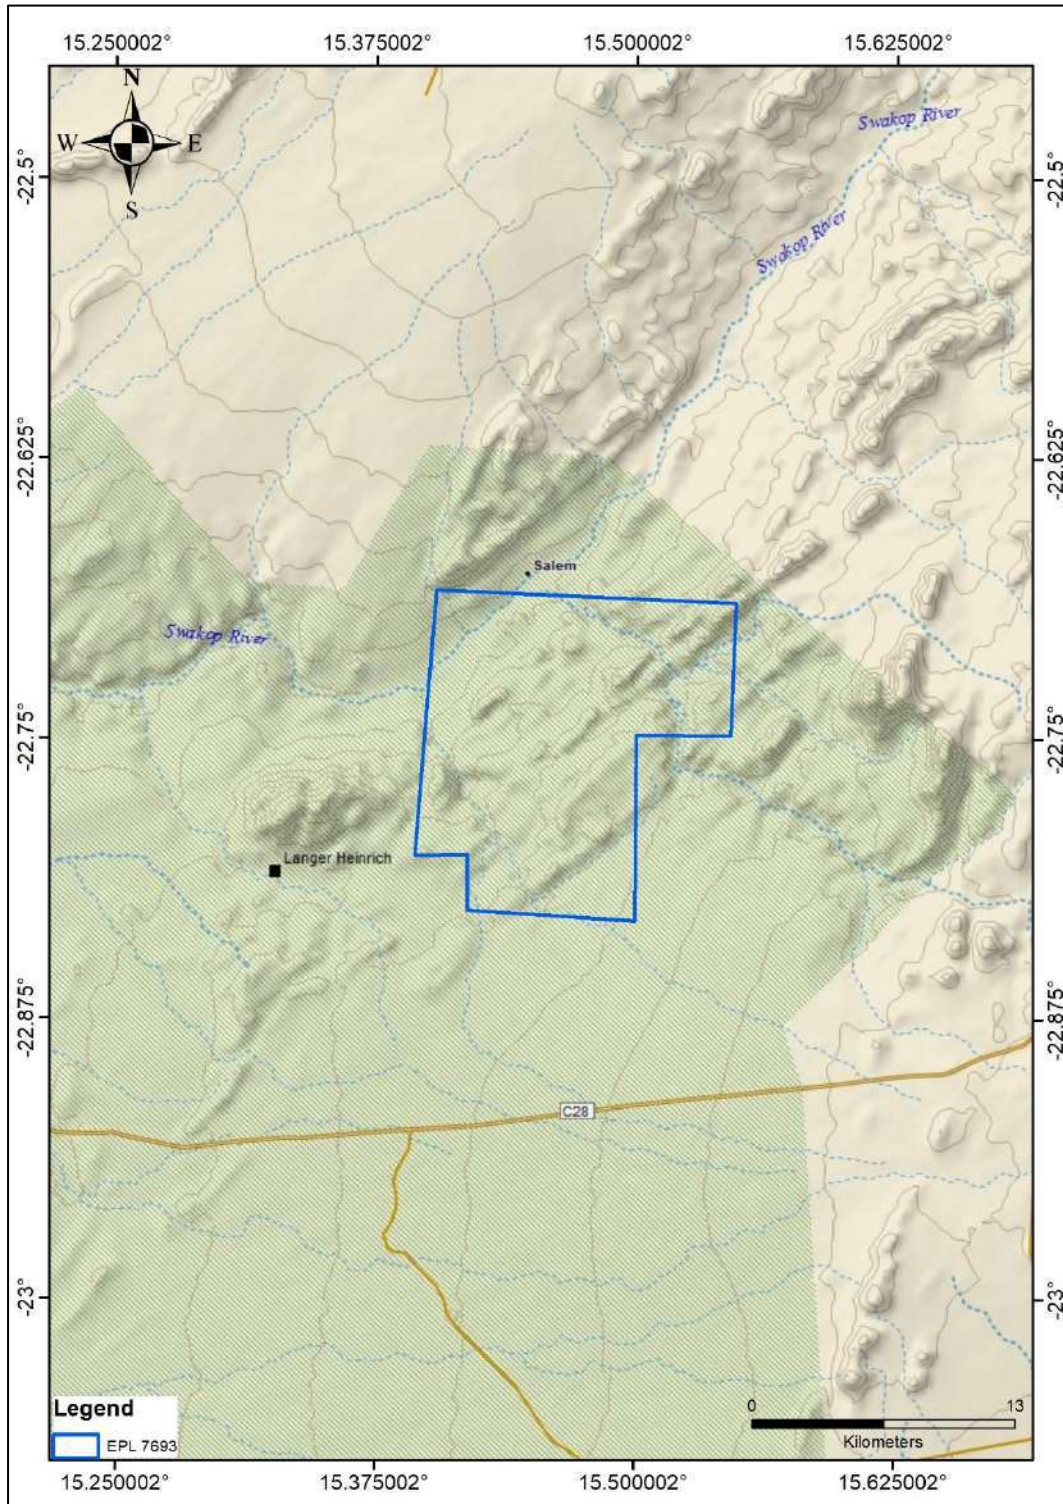 15.250002° 15.375002° 15.500002° 15.625002°
N
W E
S
Swakop River
-22.5° -22.5°
Swakop River
-22.625° -22.625°
Salem
Swakop River
-22.75° -22.75°
Langer Heinrich
-22.875° -22.875°
C28
-23° -23°
Legend
EPL 7693
0 13
Kilometers
15.250002° 15.375002° 15.500002° 15.625002°